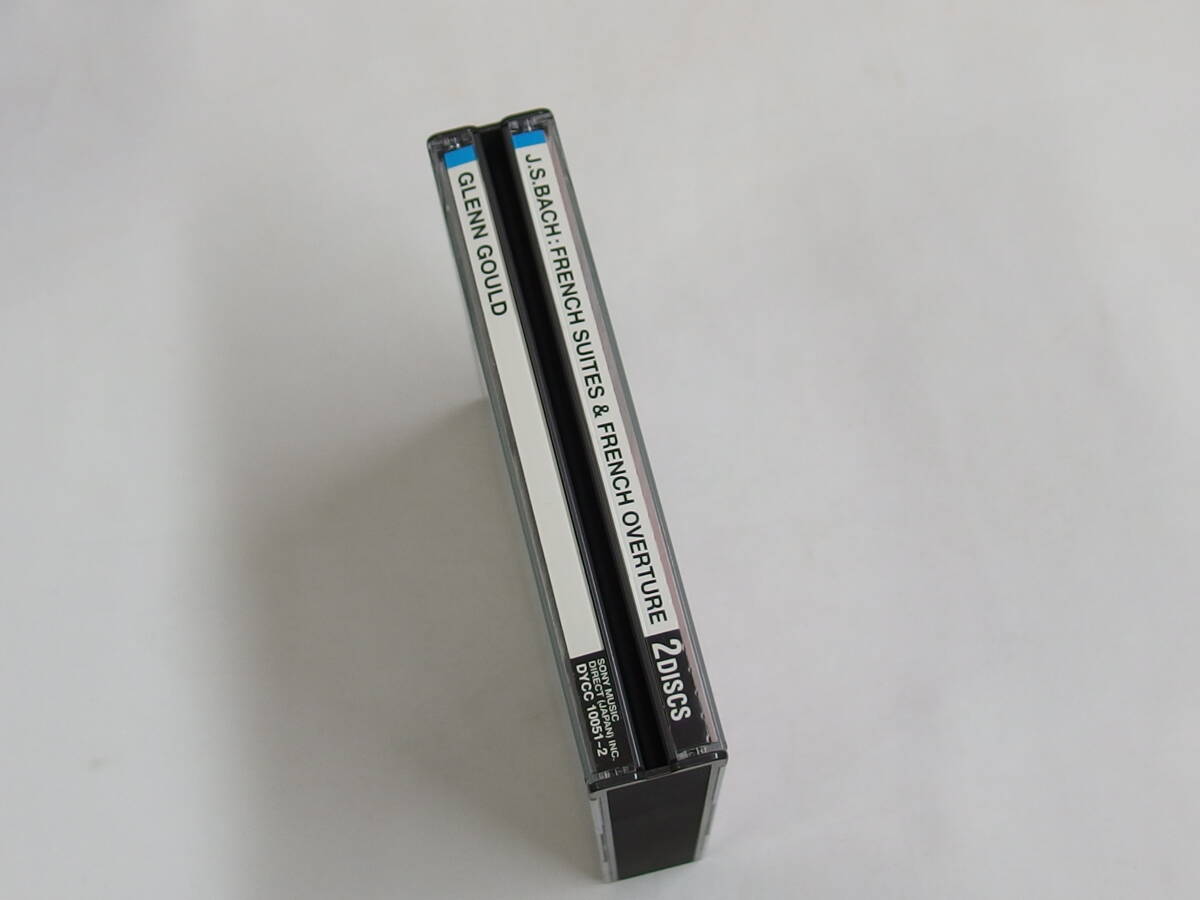 J.S.BACH:FRENCH SUITES & FRENCH OVERTURE
2DISCS
GLENN GOULD
SONY MUSIC
DIRECT (JAPAN) INC.
DYCC 10051-2